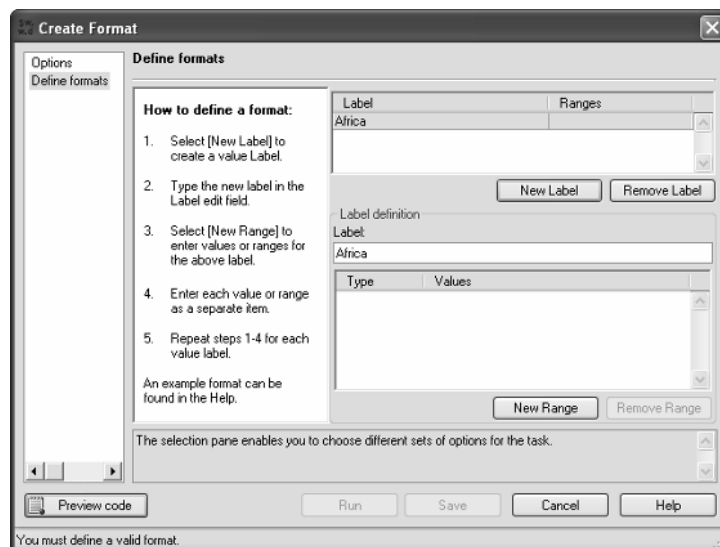 Create Format
Options
Define formats
Define formats
How to define a format:
1. Select [New Label] to
create a value Label.
2. Type the new label in the
Label edit field.
3. Select [New Range] to
enter values or ranges for
the above label.
4. Enter each value or range
as a separate item.
5. Repeat steps 1-4 for each
value label.
An example format can be
found in the Help.
Label Ranges
Africa
New Label Remove Label
Label definition
Label:
Africa
Type Values
New Range Remove Range
The selection pane enables you to choose different sets of options for the task.
Preview code Run Save Cancel Help
You must define a valid format.